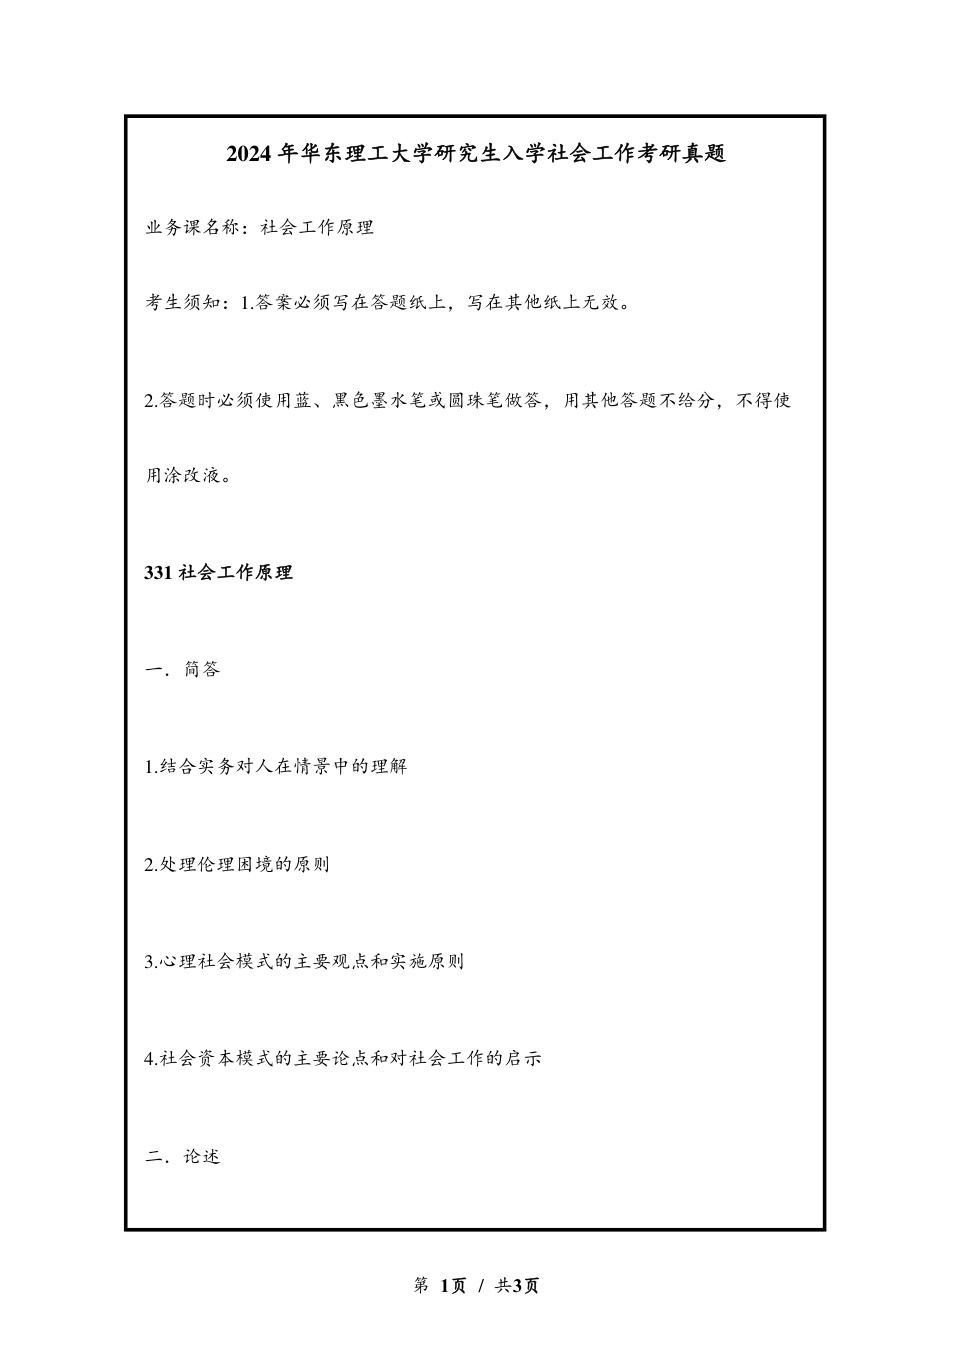 2024 年华东理工大学研究生入学社会工作考研真题
业务课名称：社会工作原理
考生须知：1.答案必须写在答题纸上，写在其他纸上无效。
2.答题时必须使用蓝、黑色墨水笔或圆珠笔做答，用其他答题不给分，不得使
用涂改液。
331 社会工作原理
一．简答
1.结合实务对人在情景中的理解
2.处理伦理困境的原则
3.心理社会模式的主要观点和实施原则
4.社会资本模式的主要论点和对社会工作的启示
二．论述
第 1页 / 共3页